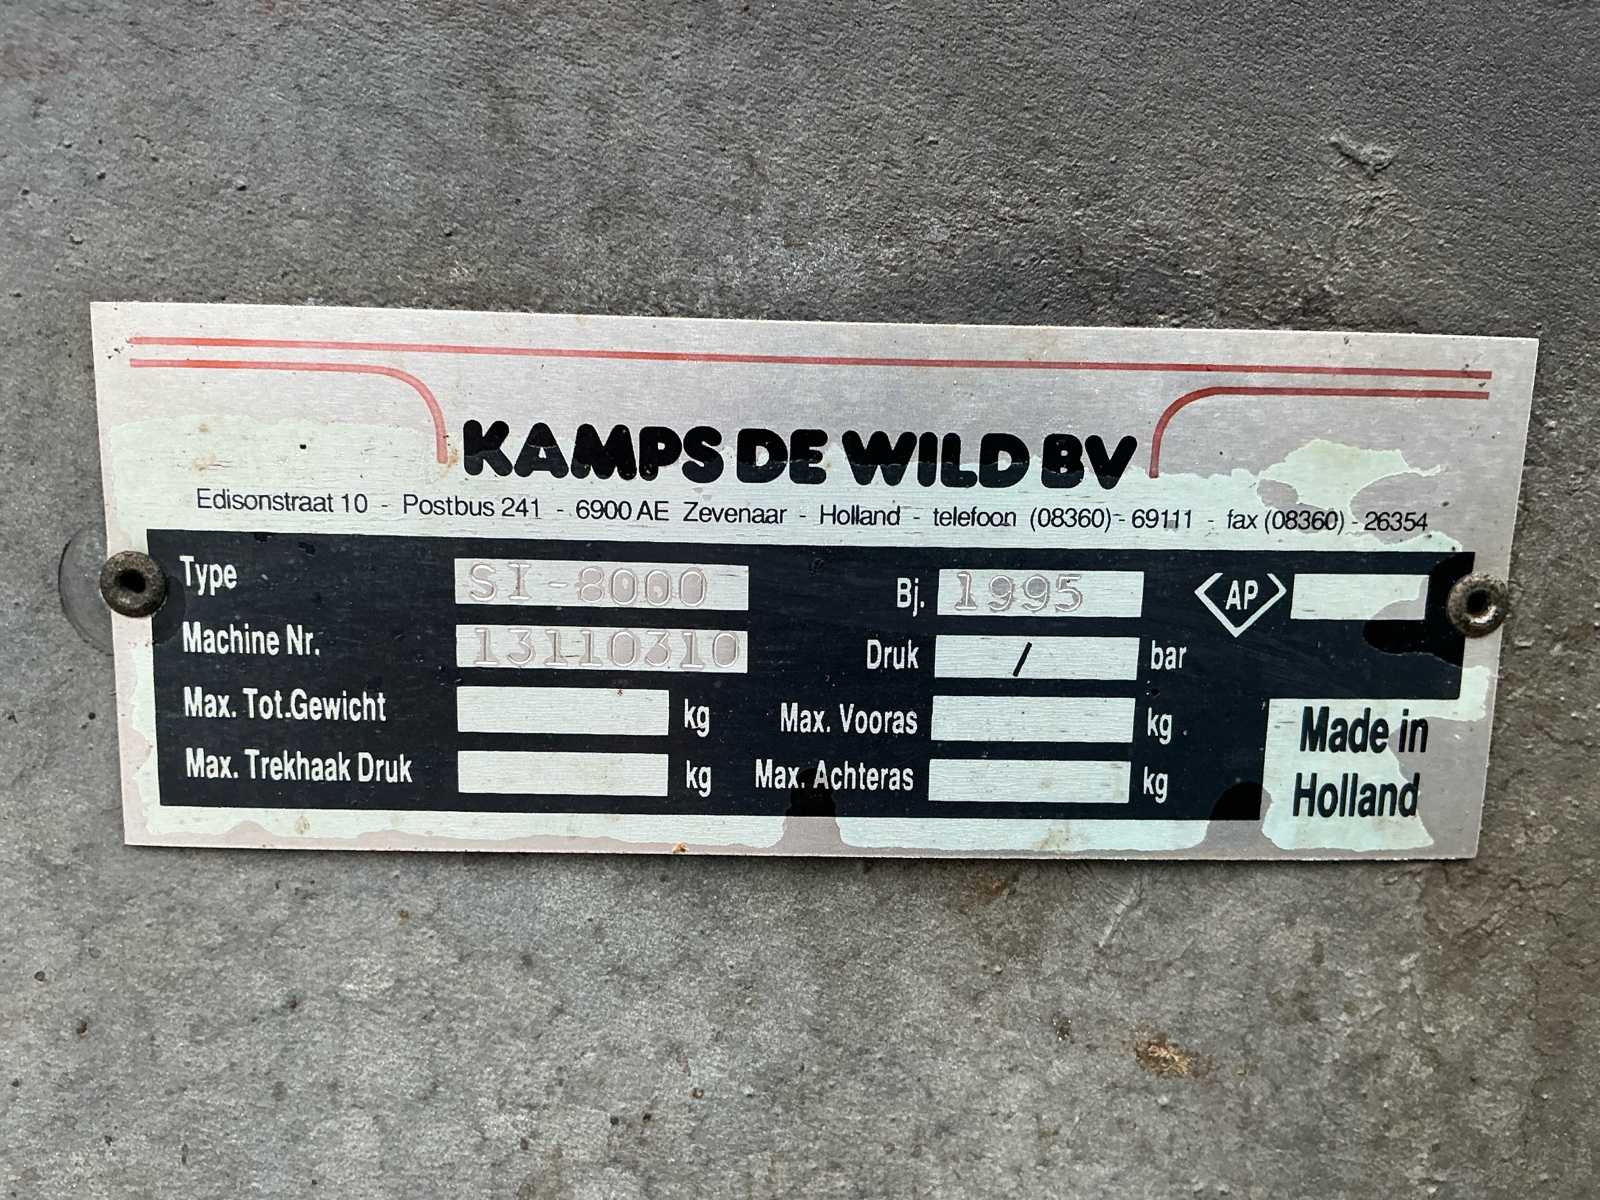 KAMPS DE WILD BV
Edisonstraat 10 - Postbus 241 - 6900 AE Zevenaar - Holland - telefoon (08360) - 69111 - fax (08360) - 26354
Type SI-8000 Bj. 1995 AP
Machine Nr. 13110310 Druk / bar
Max. Tot.Gewicht kg Max. Vooras kg
Max. Trekhaak Druk kg Max. Achteras kg
Made in
Holland